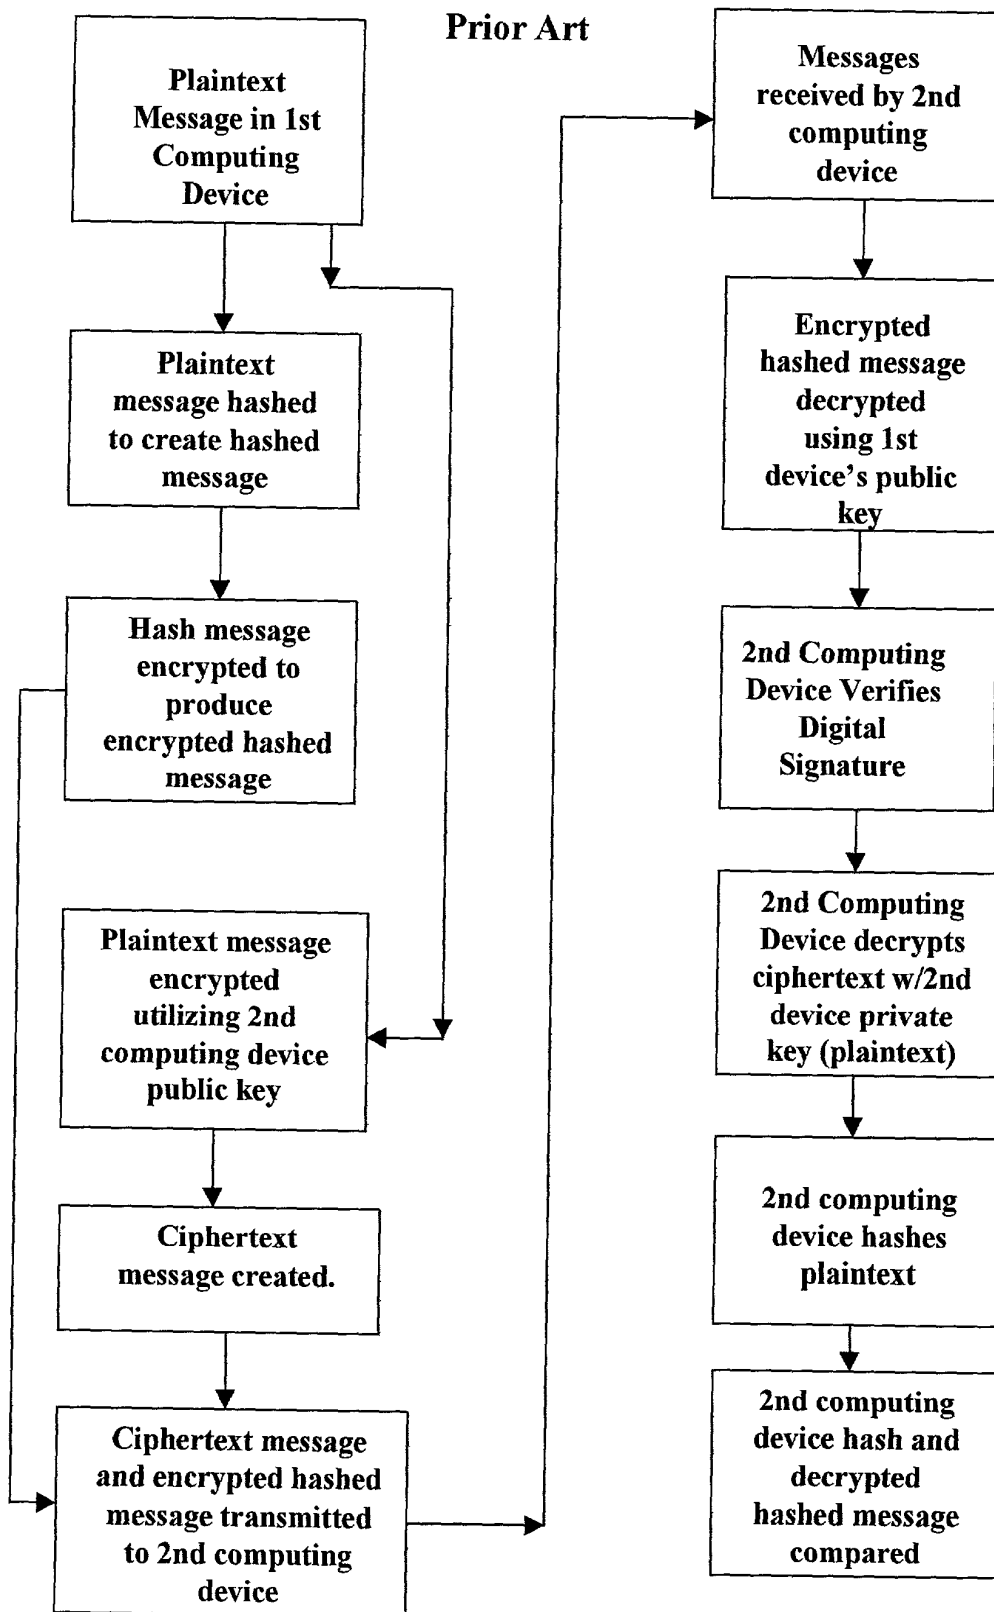 Prior Art
Plaintext
Message in 1st
Computing
Device
Plaintext
message hashed
to create hashed
message
Hash message
encrypted to
produce
encrypted hashed
message
Plaintext message
encrypted
utilizing 2nd
computing device
public key
Ciphertext
message created.
Ciphertext message
and encrypted hashed
message transmitted
to 2nd computing
device
Messages
received by 2nd
computing
device
Encrypted
hashed message
decrypted
using 1st
device's public
key
2nd Computing
Device Verifies
Digital
Signature
2nd Computing
Device decrypts
ciphertext w/2nd
device private
key (plaintext)
2nd computing
device hashes
plaintext
2nd computing
device hash and
decrypted
hashed message
compared